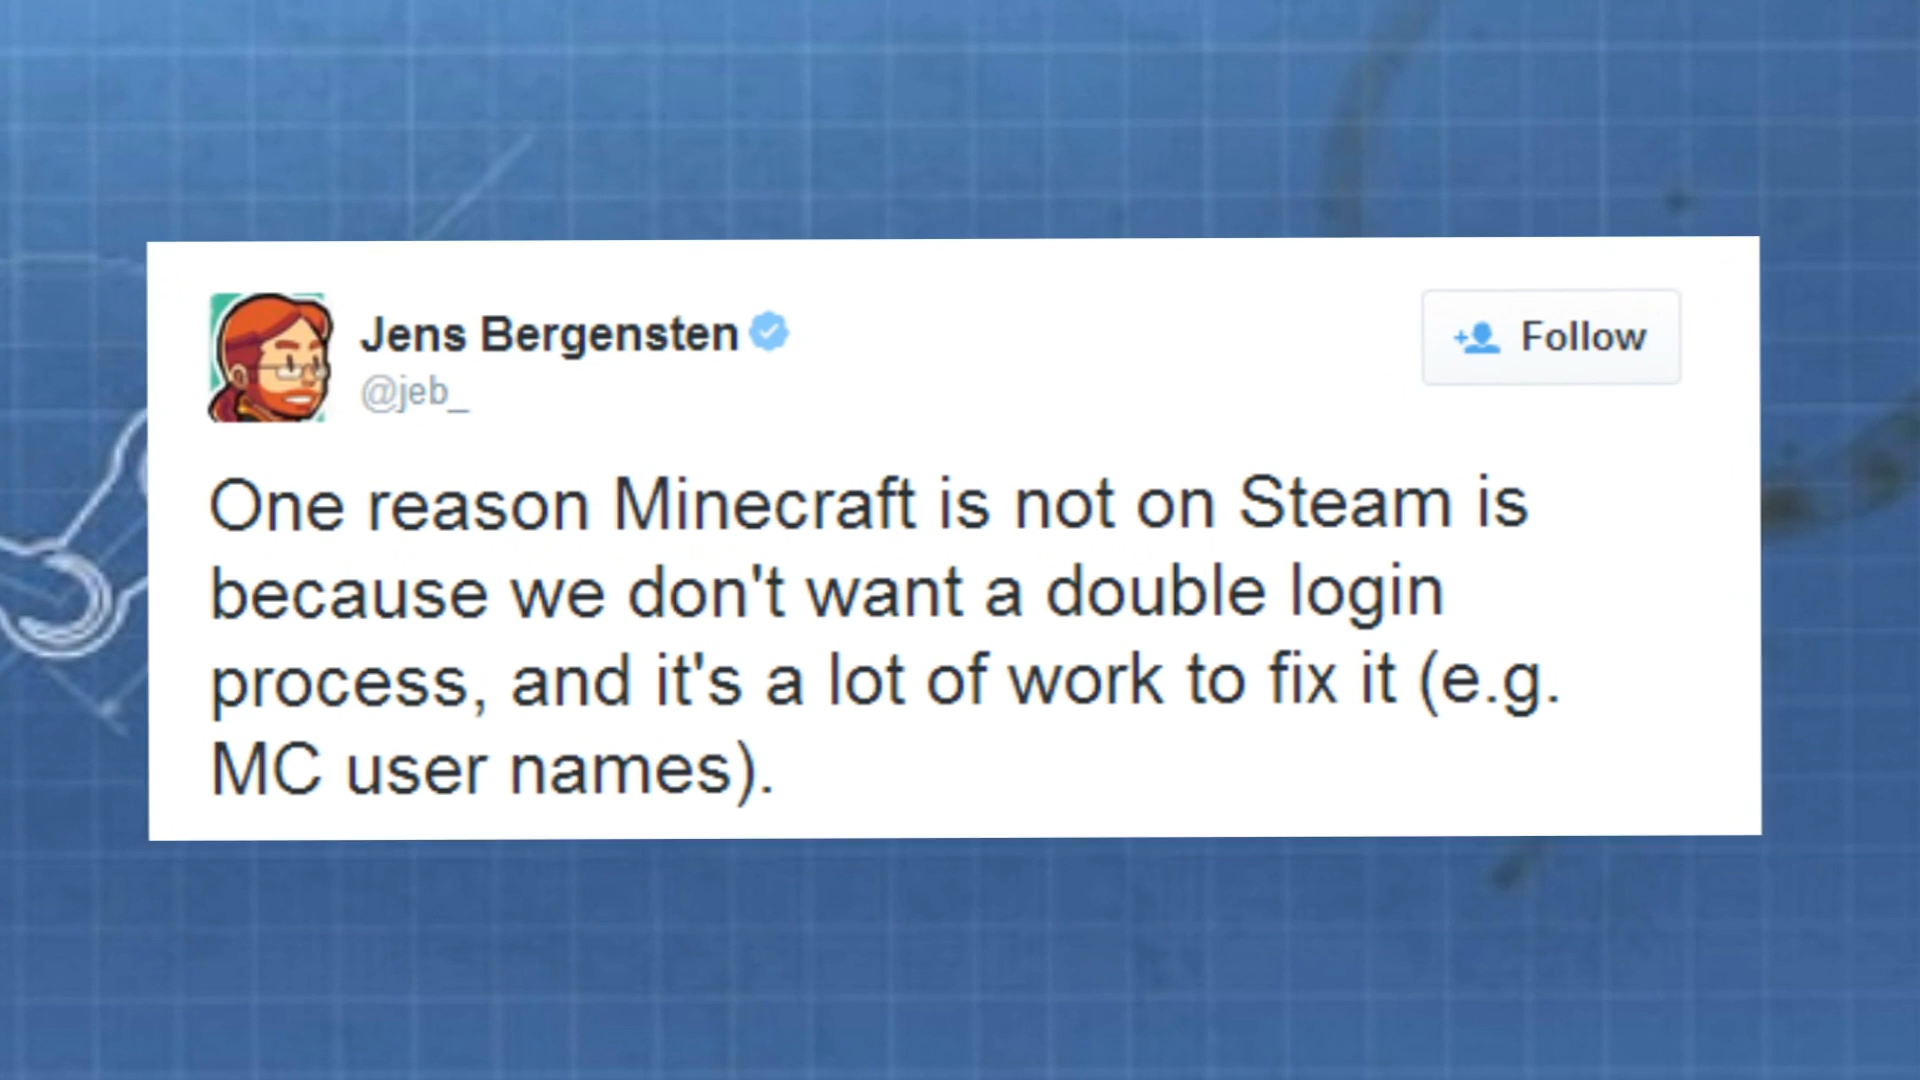 Jens Bergensten
@jeb_
Follow
One reason Minecraft is not on Steam is
because we don't want a double login
process, and it's a lot of work to fix it (e.g.
MC user names).